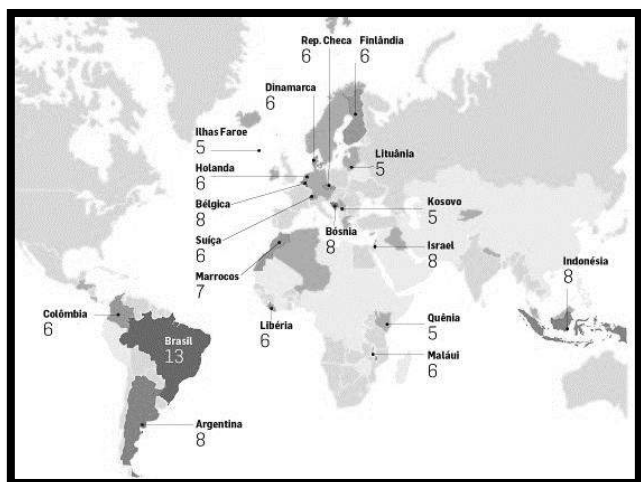 Rep. Checa
6
Finlândia
6
Dinamarca
6
Ilhas Faroe
5
Lituânia
5
Holanda
6
Bélgica
8
Kosovo
5
Bósnia
8
Suíça
6
Israel
8
Marrocos
7
Indonésia
8
Colômbia
6
Libéria
6
Quênia
5
Brasil
13
Maláui
6
Argentina
8